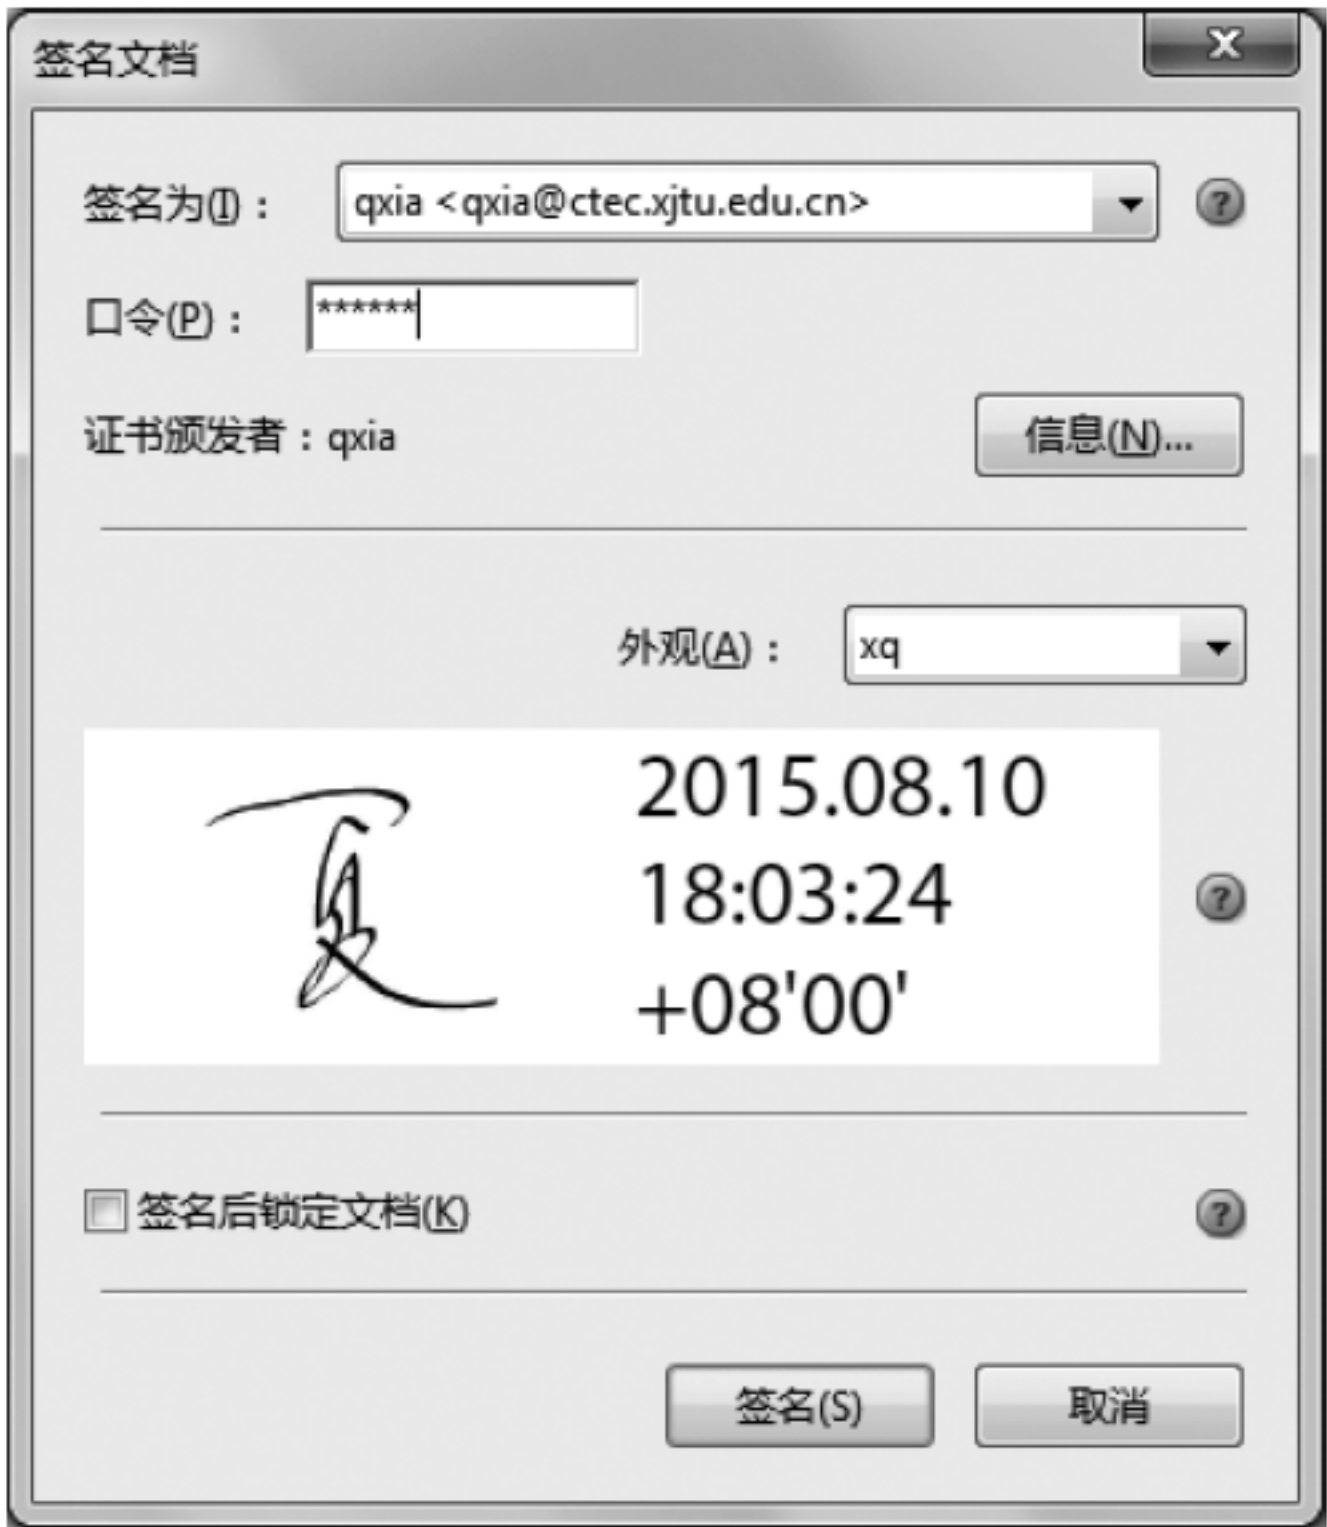 签名文档
签名为(I)： qxia <qxia@ctec.xjtu.edu.cn>
口令(P)： ******
证书颁发者：qxia 信息(N)...
外观(A)： xq
夏 2015.08.10
18:03:24
+08'00'
签名后锁定文档(K)
签名(S) 取消